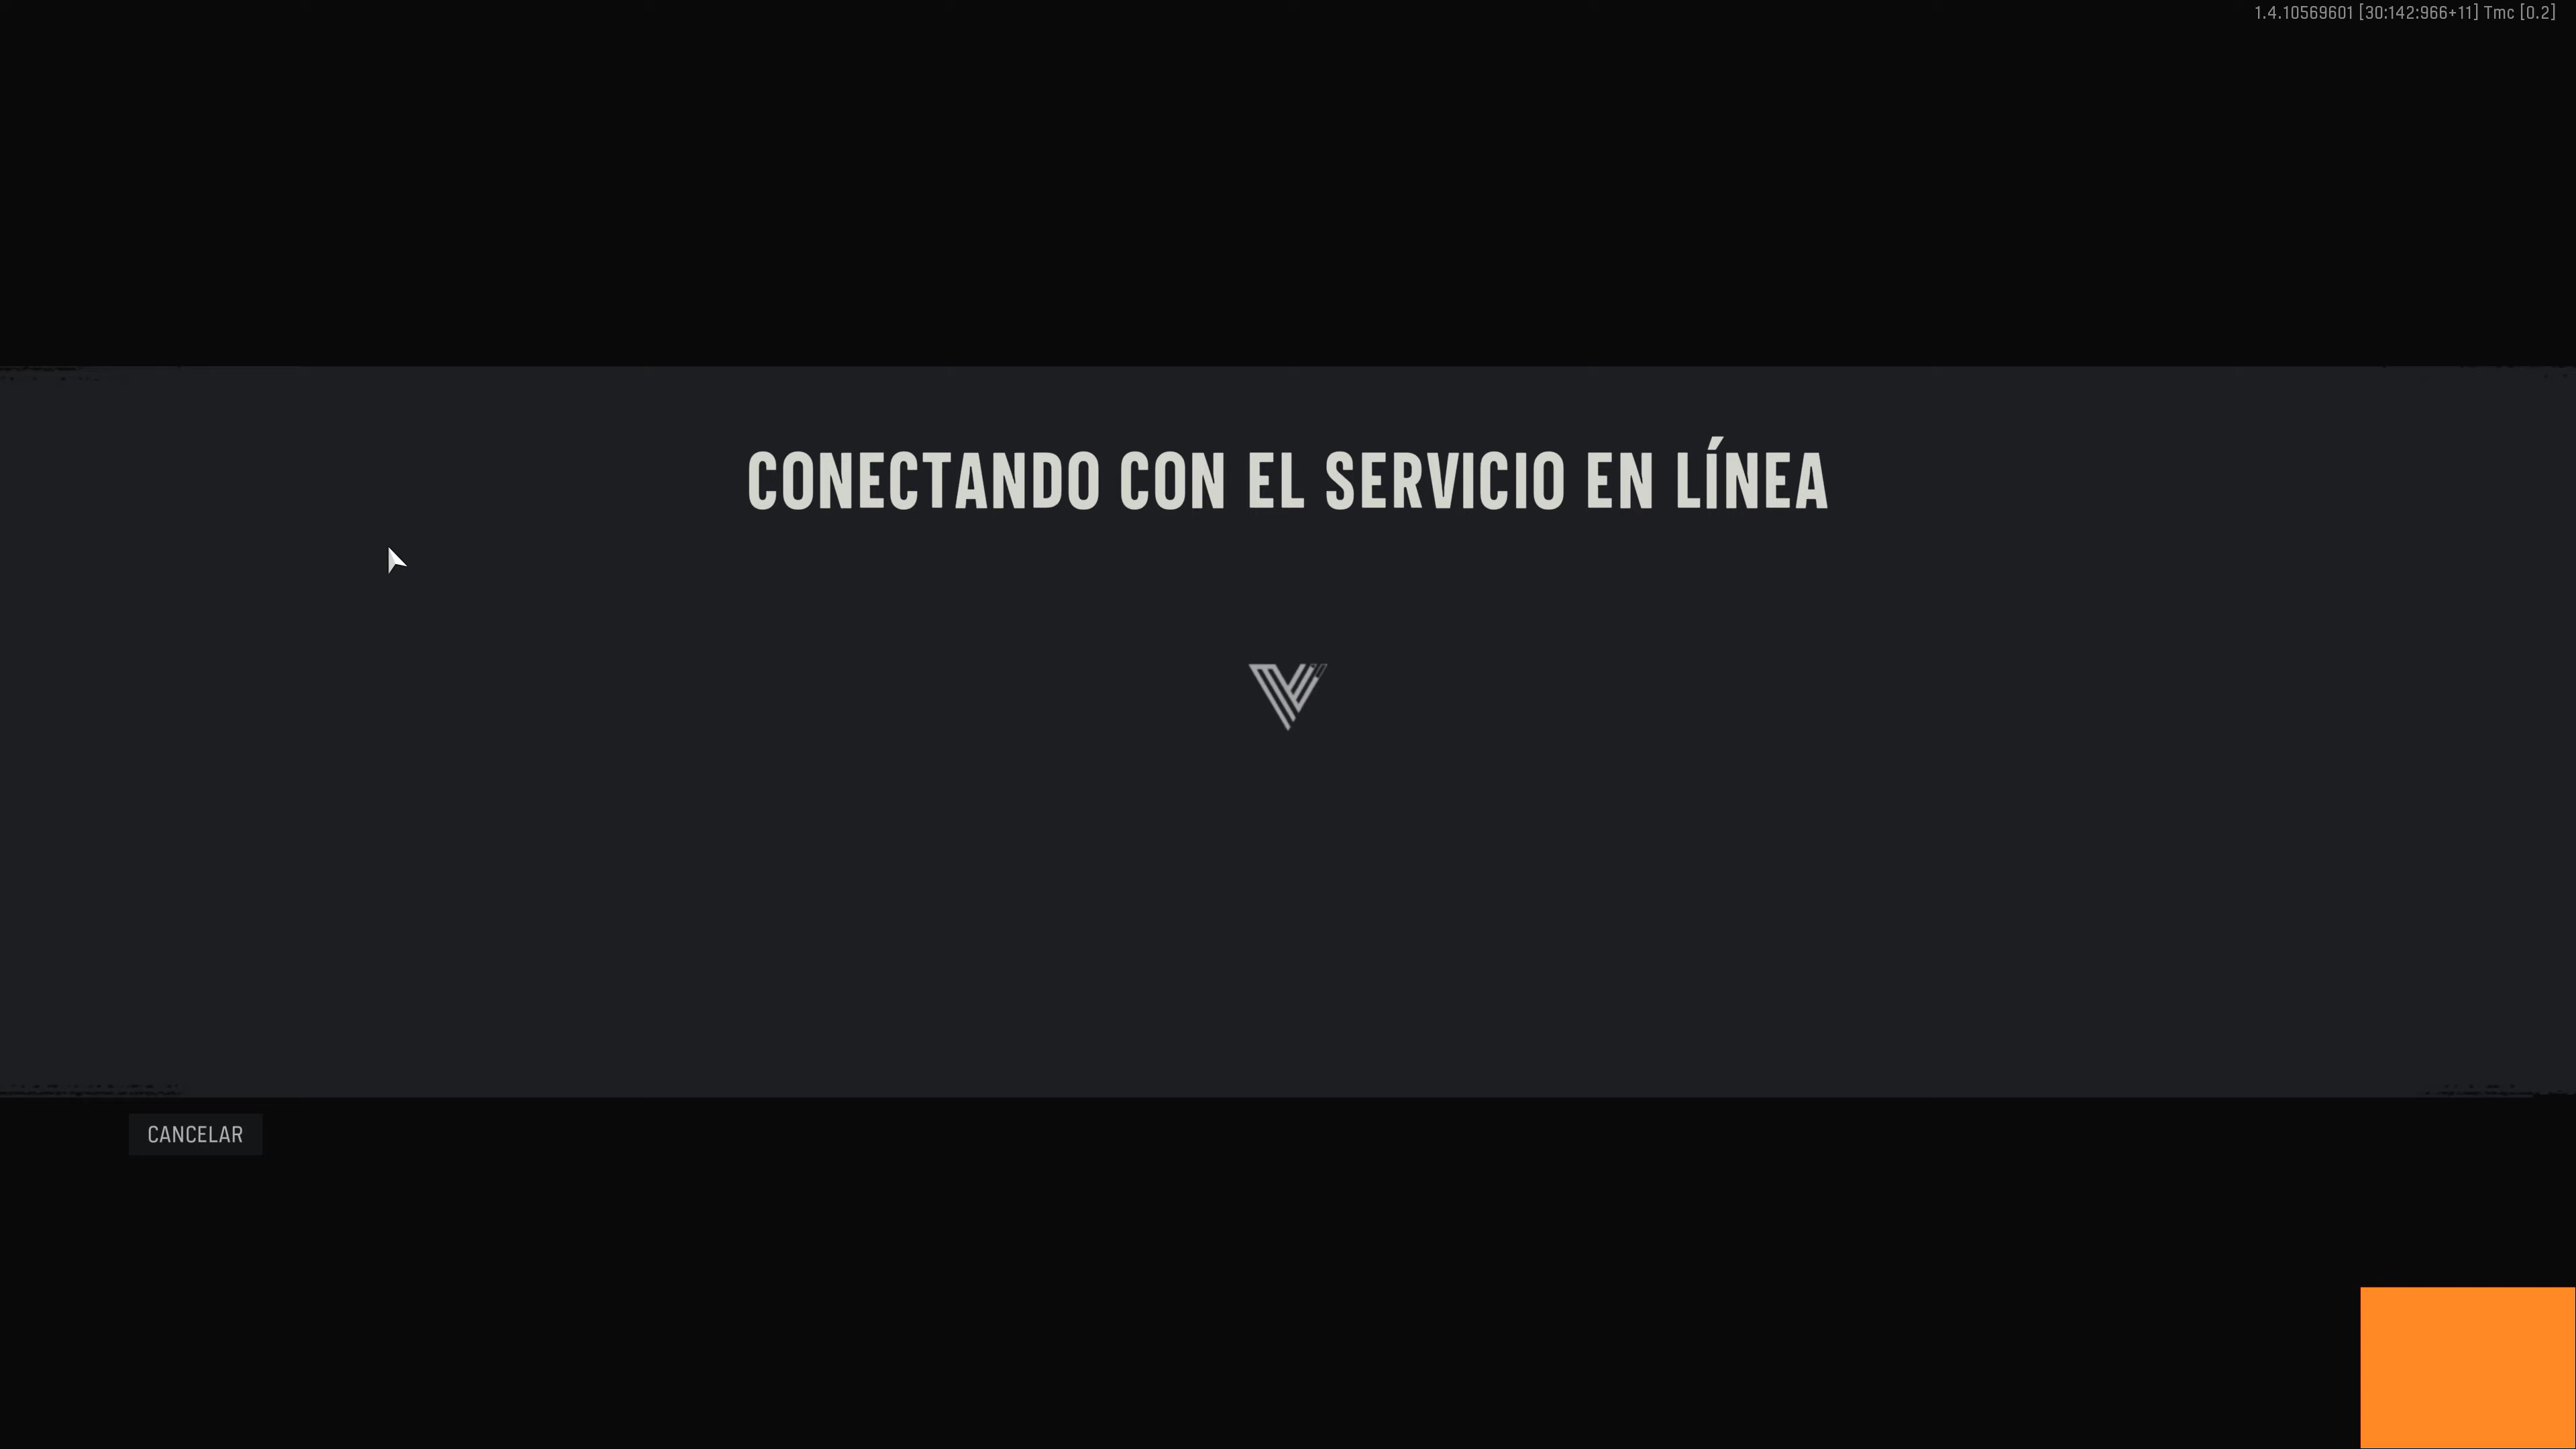 1.4.10569601 [30:142:966+11] Tmc [0.2]
CONECTANDO CON EL SERVICIO EN LÍNEA
CANCELAR